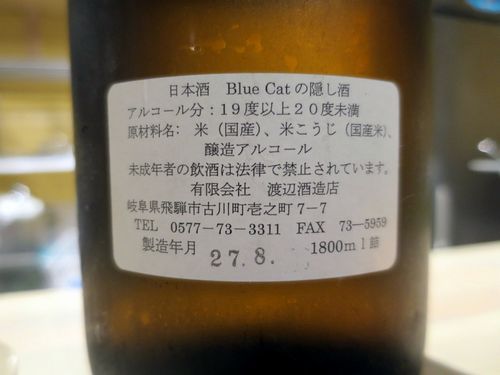 日本酒 Blue Catの隠し酒
アルコール分：19度以上20度未満
原材料名： 米（国産）、米こうじ（国産米）、
醸造アルコール
未成年者の飲酒は法律で禁止されています。
有限会社 渡辺酒造店
岐阜県飛騨市古川町壱之町7－7
TEL 0577－73－3311 FAX 73－5959
製造年月 27.8. 1800ml詰